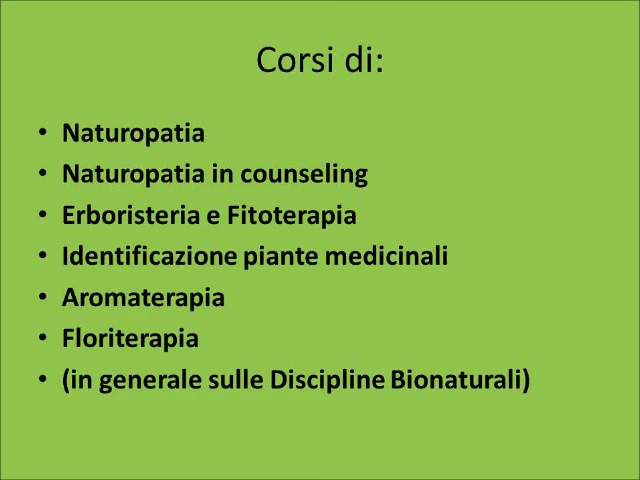 Corsi di:
• Naturopatia
• Naturopatia in counseling
• Erboristeria e Fitoterapia
• Identificazione piante medicinali
• Aromaterapia
• Floriterapia
• (in generale sulle Discipline Bionaturali)